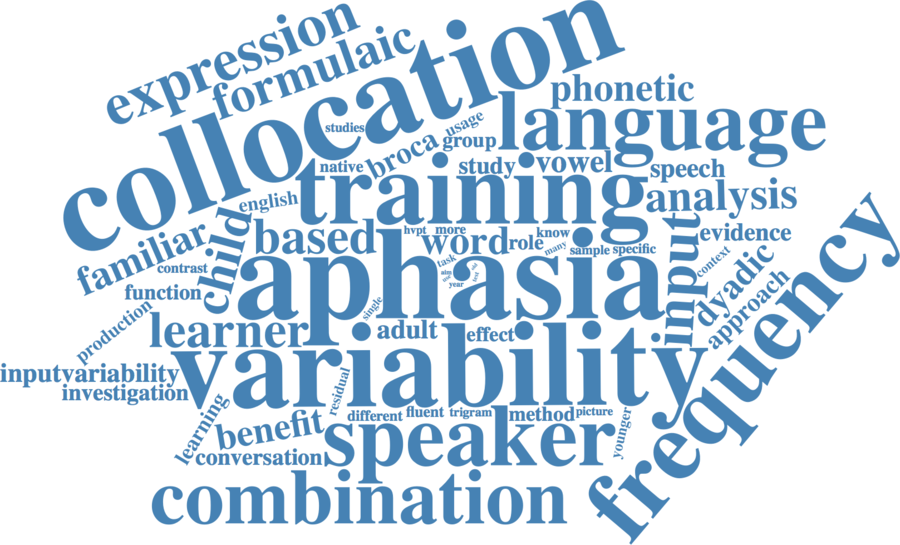 expression
formulaic
collocation
phonetic
language
studies
usage
group
broca
native
study
vowel
speech
training
analysis
english
child
familiar
based
hvpt
more
word
role
know
many
sample
specific
input
evidence
context
contrast
task
aim
year
aphasia
dyadic
function
single
approach
production
learner
adult
effect
frequency
variability
inputvariability
investigation
residual
learning
different
fluent
trigram
method
picture
younger
benefit
speaker
conversation
combination